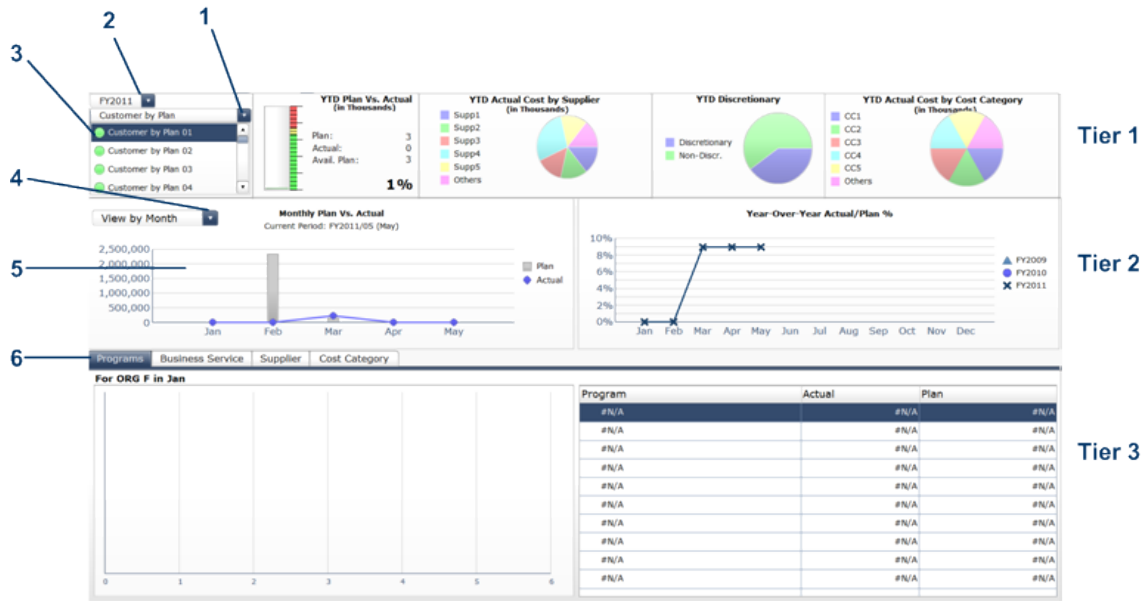 1
2
3
FY2011
Customer by Plan
Customer by Plan 01
Customer by Plan 02
Customer by Plan 03
Customer by Plan 04
YTD Plan Vs. Actual
(in Thousands)
Plan: 3
Actual: 0
Avail. Plan: 3
1%
YTD Actual Cost by Supplier
(in Thousands)
Supp1
Supp2
Supp3
Supp4
Supp5
Others
YTD Discretionary
Discretionary
Non-Discr.
YTD Actual Cost by Cost Category
(in Thousands)
CC1
CC2
CC3
CC4
CC5
Others
Tier 1
4
View by Month
Monthly Plan Vs. Actual
Current Period: FY2011/05 (May)
5
2,500,000
2,000,000
1,500,000
1,000,000
500,000
0
Jan Feb Mar Apr May
Plan
Actual
Year-Over-Year Actual/Plan %
10%
8%
6%
4%
2%
0%
Jan Feb Mar Apr May Jun Jul Aug Sep Oct Nov Dec
FY2009
FY2010
FY2011
Tier 2
6
Programs Business Service Supplier Cost Category
For ORG F in Jan
0 1 2 3 4 5 6
Program Actual Plan
#N/A #N/A #N/A
#N/A #N/A #N/A
#N/A #N/A #N/A
#N/A #N/A #N/A
#N/A #N/A #N/A
#N/A #N/A #N/A
#N/A #N/A #N/A
#N/A #N/A #N/A
#N/A #N/A #N/A
#N/A #N/A #N/A
Tier 3